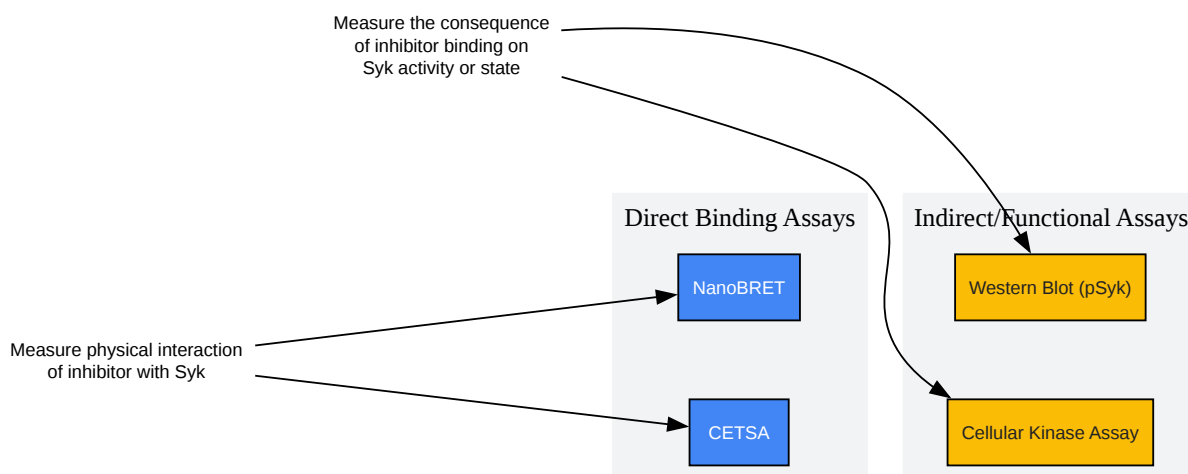 Measure the consequence
of inhibitor binding on
Syk activity or state
Direct Binding Assays
Indirect/Functional Assays
NanoBRET
Western Blot (pSyk)
Measure physical interaction
of inhibitor with Syk
CETSA
Cellular Kinase Assay